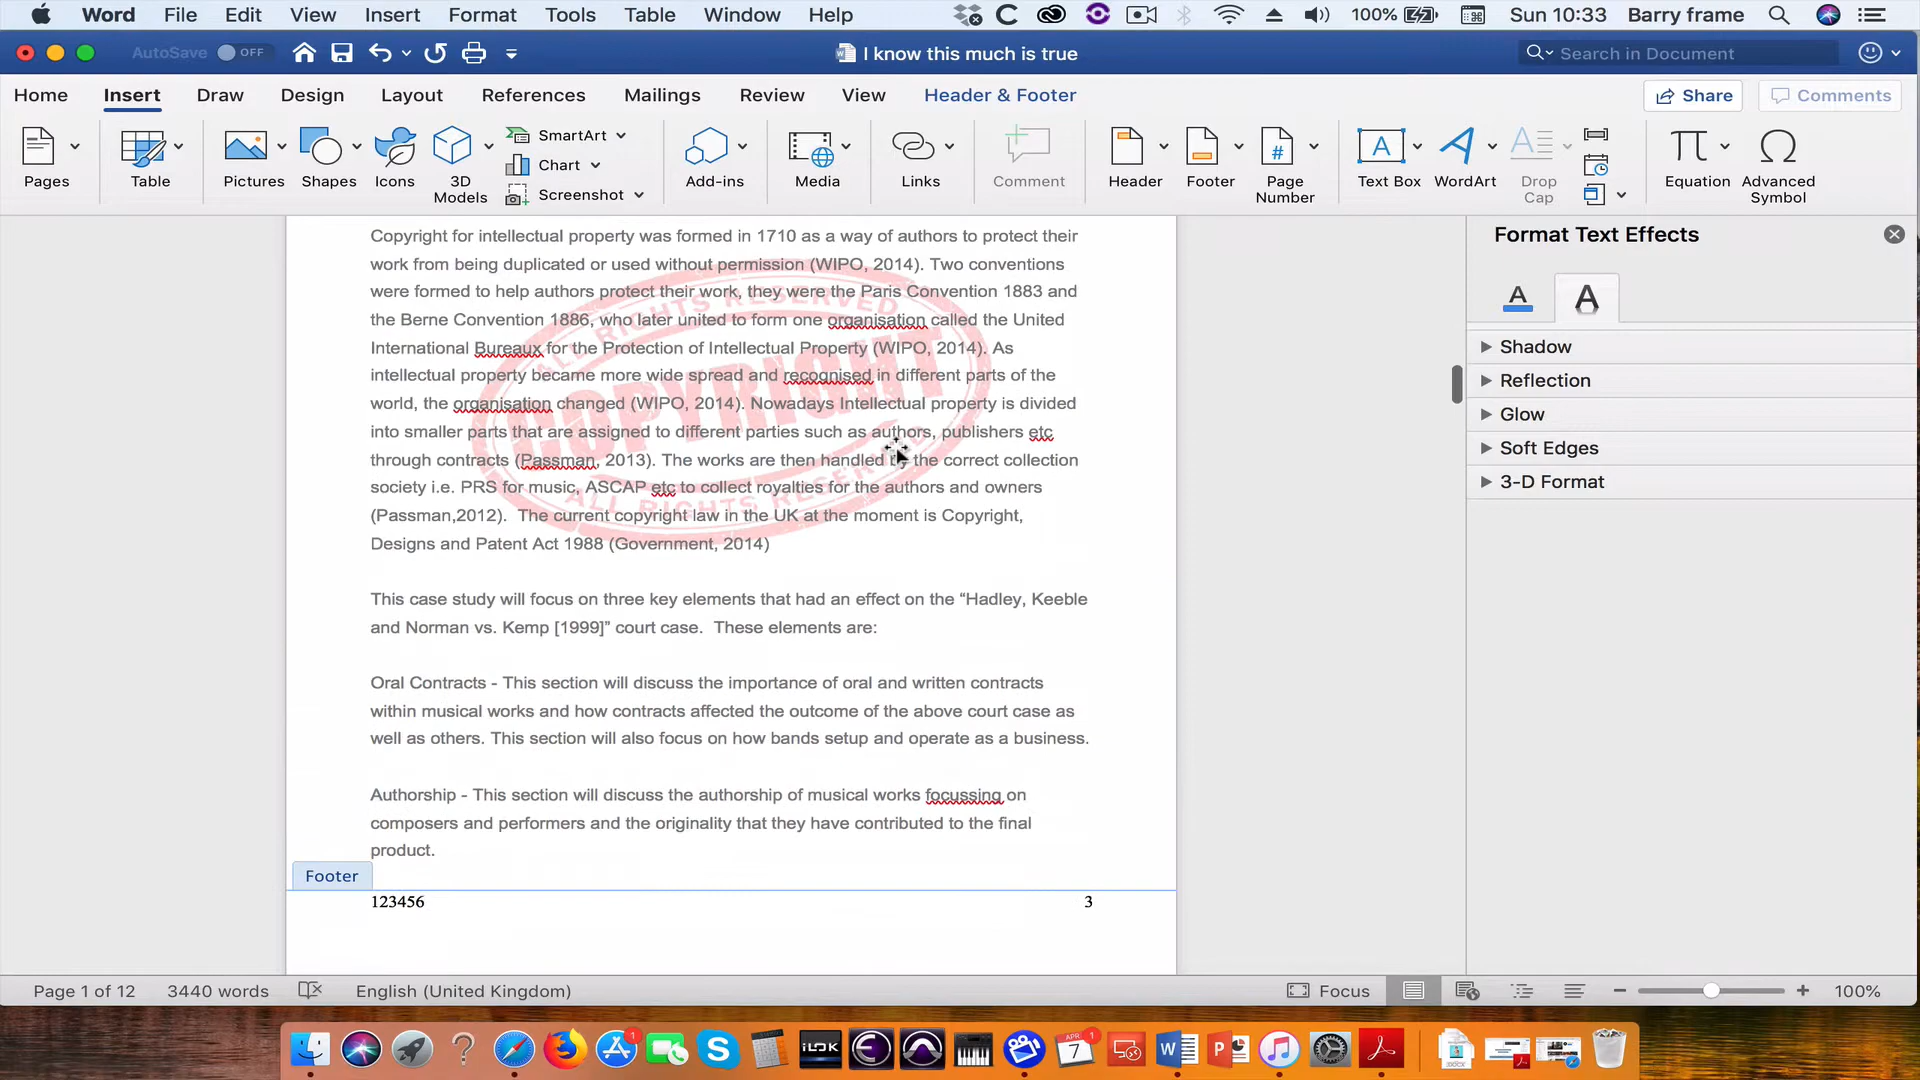 Word File Edit View Insert Format Tools Table Window Help 100% Sun 10:33 Barry frame
AutoSave OFF I know this much is true Search in Document
Home Insert Draw Design Layout References Mailings Review View Header & Footer Share Comments
Pages Table Pictures Shapes Icons 3D Models SmartArt Chart Screenshot Add-ins Media Links Comment Header Footer Page Number Text Box WordArt Drop Cap Equation Advanced Symbol
Copyright for intellectual property was formed in 1710 as a way of authors to protect their
work from being duplicated or used without permission (WIPO, 2014). Two conventions
were formed to help authors protect their work, they were the Paris Convention 1883 and
the Berne Convention 1886, who later united to form one organisation called the United
International Bureaux for the Protection of Intellectual Property (WIPO, 2014). As
intellectual property became more wide spread and recognised in different parts of the
world, the organisation changed (WIPO, 2014). Nowadays Intellectual property is divided
into smaller parts that are assigned to different parties such as authors, publishers etc
through contracts (Passman, 2013). The works are then handled by the correct collection
society i.e. PRS for music, ASCAP etc to collect royalties for the authors and owners
(Passman,2012). The current copyright law in the UK at the moment is Copyright,
Designs and Patent Act 1988 (Government, 2014)
ALL RIGHTS RESERVED
COPYRIGHT
ALL RIGHTS RESERVED
This case study will focus on three key elements that had an effect on the “Hadley, Keeble
and Norman vs. Kemp [1999]” court case. These elements are:
Oral Contracts - This section will discuss the importance of oral and written contracts
within musical works and how contracts affected the outcome of the above court case as
well as others. This section will also focus on how bands setup and operate as a business.
Authorship - This section will discuss the authorship of musical works focussing on
composers and performers and the originality that they have contributed to the final
product.
Footer
123456 3
Format Text Effects
Shadow
Reflection
Glow
Soft Edges
3-D Format
Page 1 of 12 3440 words English (United Kingdom) Focus 100%
iLOK
APR
7
1
1